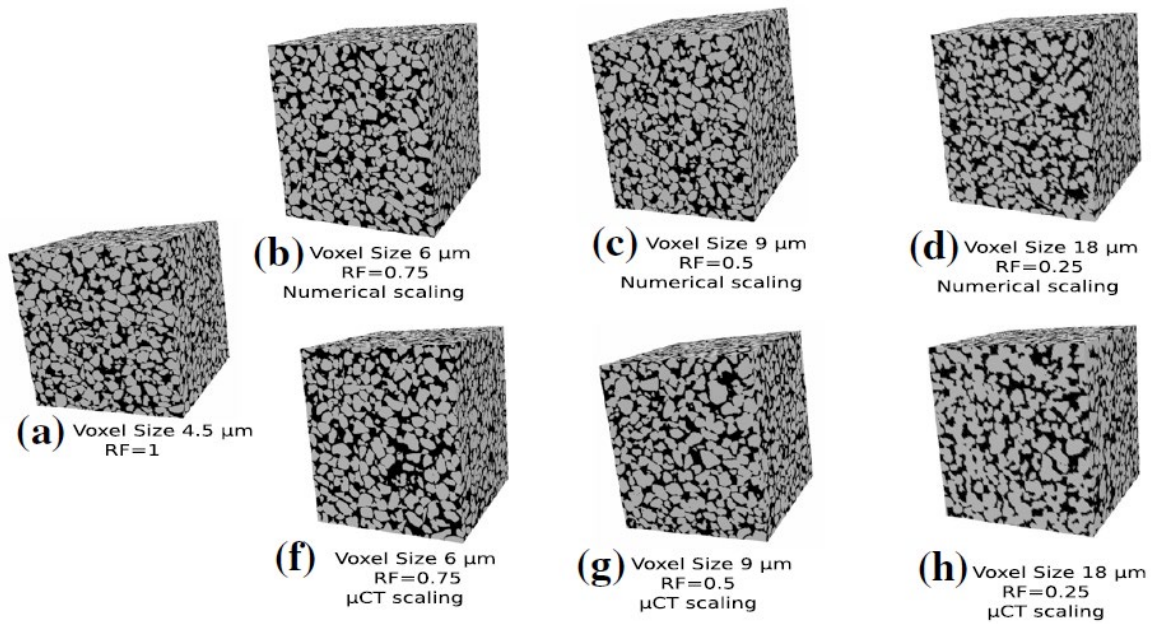 (b) Voxel Size 6 μm
RF=0.75
Numerical scaling
(c) Voxel Size 9 μm
RF=0.5
Numerical scaling
(d) Voxel Size 18 μm
RF=0.25
Numerical scaling
(a) Voxel Size 4.5 μm
RF=1
(f) Voxel Size 6 μm
RF=0.75
μCT scaling
(g) Voxel Size 9 μm
RF=0.5
μCT scaling
(h) Voxel Size 18 μm
RF=0.25
μCT scaling